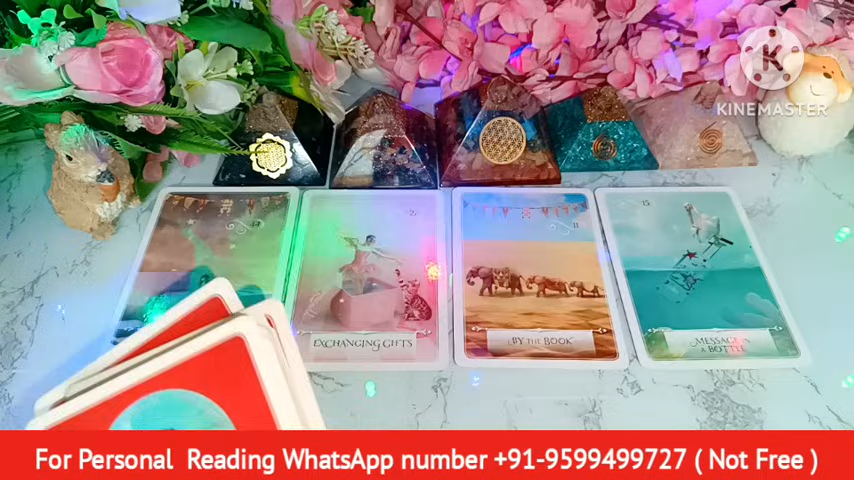 KINEMASTER
EXCHANGING GIFTS
BY THE BOOK
MESSAGE IN
A BOTTLE
For Personal Reading WhatsApp number +91-9599499727 ( Not Free )